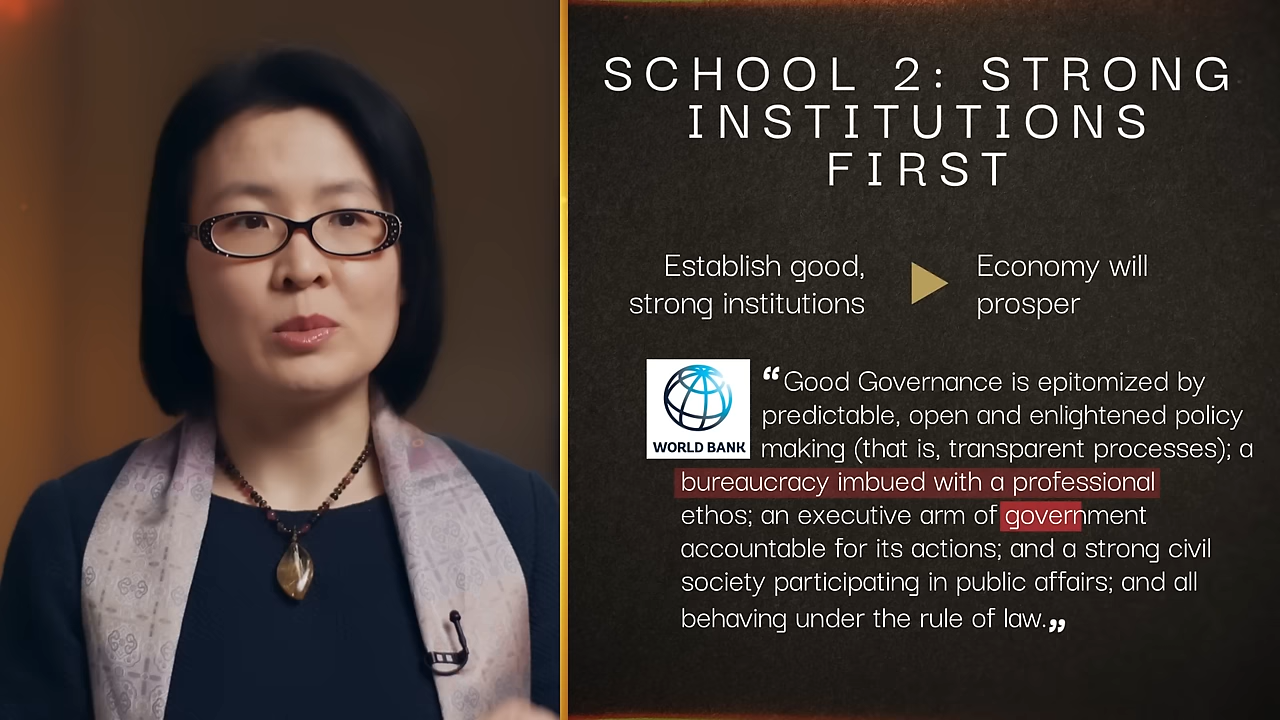 SCHOOL 2: STRONG
INSTITUTIONS
FIRST
Establish good,
strong institutions
Economy will
prosper
WORLD BANK
“Good Governance is epitomized by
predictable, open and enlightened policy
making (that is, transparent processes); a
bureaucracy imbued with a professional
ethos; an executive arm of government
accountable for its actions; and a strong civil
society participating in public affairs; and all
behaving under the rule of law.„